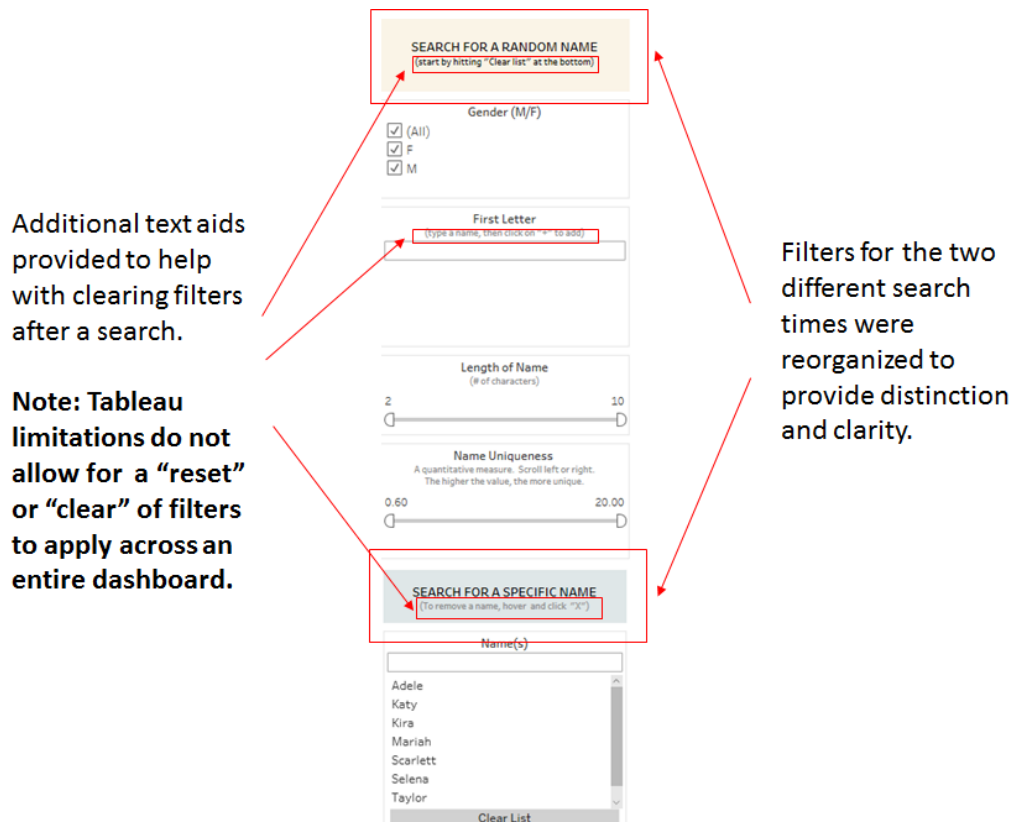 SEARCH FOR A RANDOM NAME
(start by hitting "Clear list" at the bottom)
Gender (M/F)
(All)
F
M
First Letter
(type a name, then click on "+" to add)
Length of Name
(# of characters)
2 10
Name Uniqueness
A quantitative measure. Scroll left or right.
The higher the value, the more unique.
0.60 20.00
SEARCH FOR A SPECIFIC NAME
(To remove a name, hover and click "X")
Name(s)
Adele
Katy
Kira
Mariah
Scarlett
Selena
Taylor
Clear List
Additional text aids
provided to help
with clearing filters
after a search.
Note: Tableau
limitations do not
allow for a “reset”
or “clear” of filters
to apply across an
entire dashboard.
Filters for the two
different search
times were
reorganized to
provide distinction
and clarity.